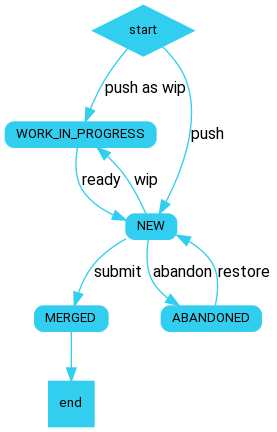 start
push as wip
WORK_IN_PROGRESS
push
ready
wip
NEW
submit
abandon
restore
MERGED
ABANDONED
end